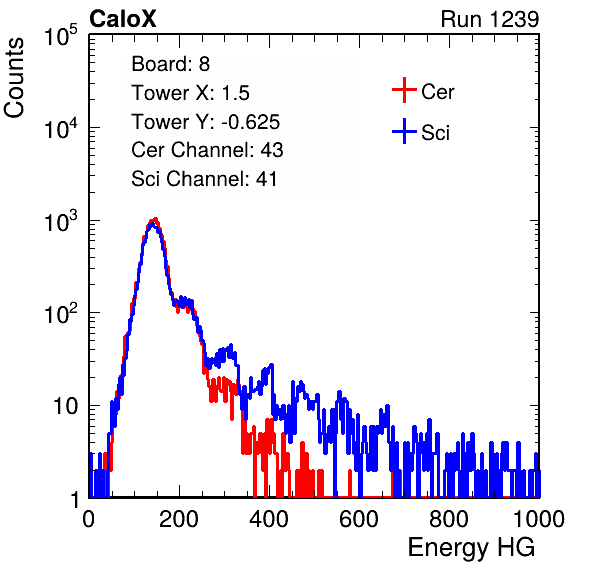 CaloX
Run 1239
Counts
Board: 8
Tower X: 1.5
Tower Y: -0.625
Cer Channel: 43
Sci Channel: 41
Cer
Sci
10^5
10^4
10^3
10^2
10
1
0 200 400 600 800 1000
Energy HG